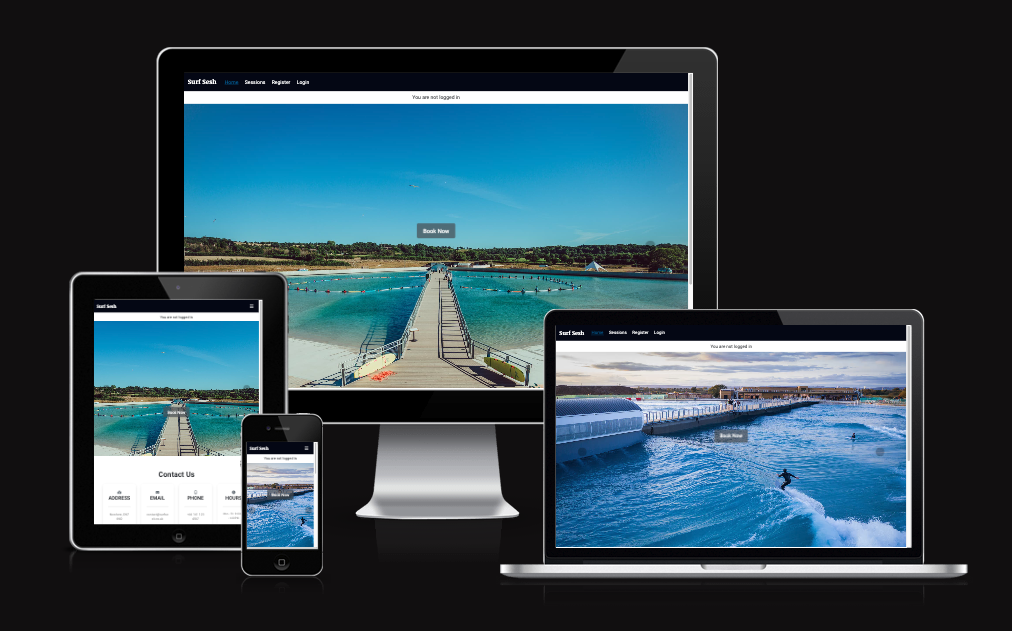 Surf Sesh Home Sessions Register Login
You are not logged in
Book Now
Surf Sesh
You are not logged in
Book Now
Contact Us
ADDRESS EMAIL PHONE HOURS
Surf Sesh
You are not logged in
Book Now
Surf Sesh Home Sessions Register Login
You are not logged in
Book Now